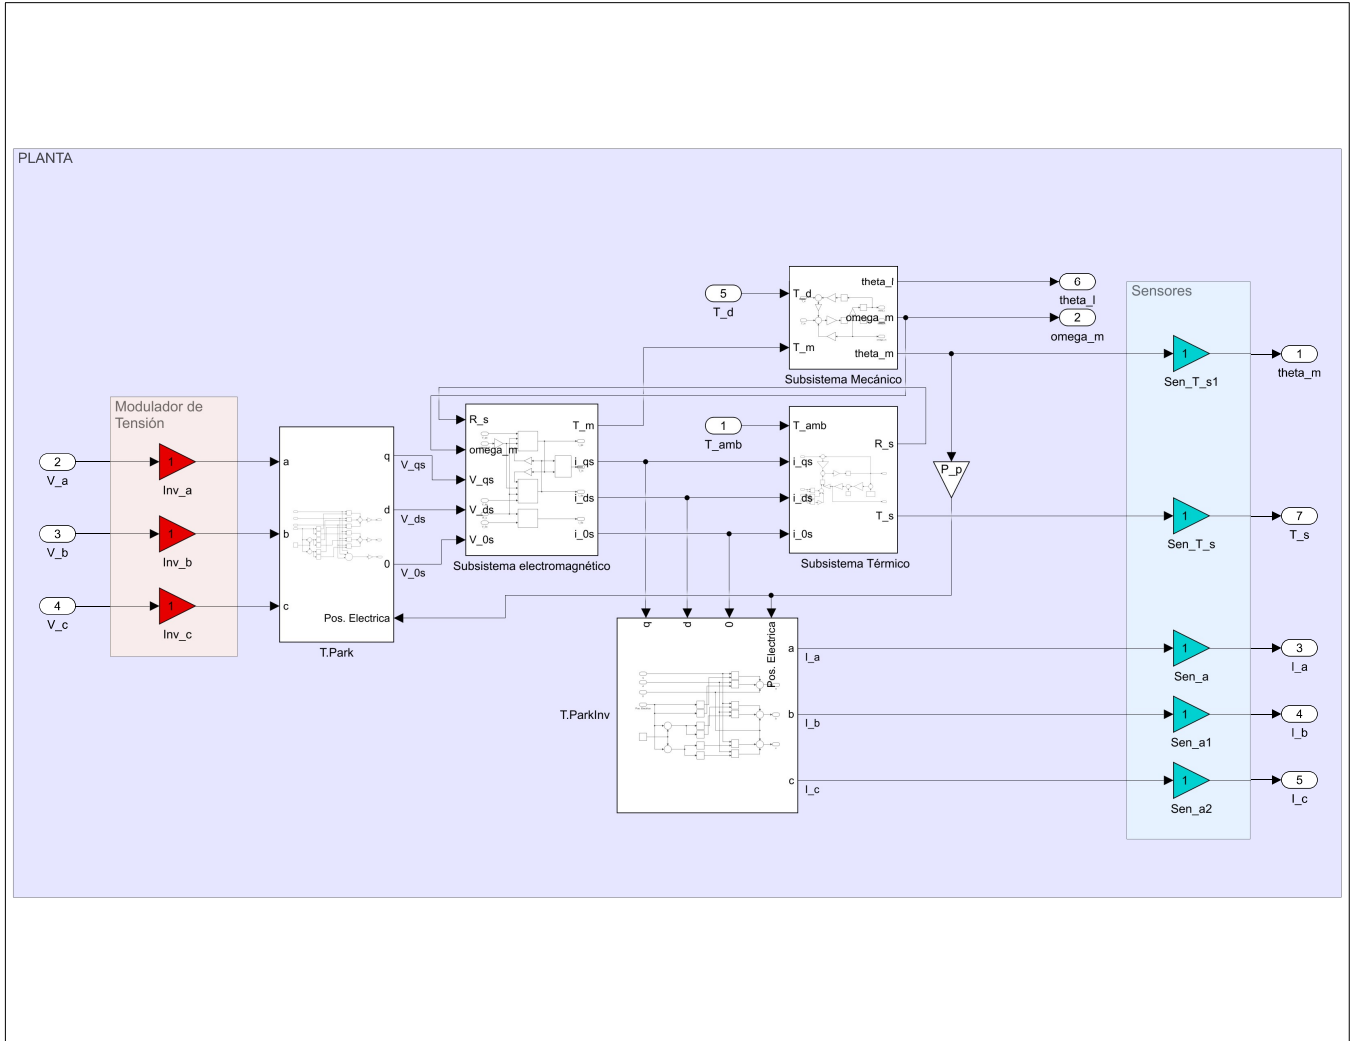 PLANTA
Modulador de
Tensión
2
V_a
3
V_b
4
V_c
1
Inv_a
1
Inv_b
1
Inv_c
a
b
c
q
d
0
Pos. Electrica
T.Park
V_qs
V_ds
V_0s
R_s
omega_m
V_qs
V_ds
V_0s
T_m
i_qs
i_ds
i_0s
Subsistema electromagnético
5
T_d
T_d
T_m
theta_l
omega_m
theta_m
Subsistema Mecánico
1
T_amb
T_amb
i_qs
i_ds
i_0s
R_s
T_s
Subsistema Térmico
P_p
q
d
0
Pos. Electrica
a
b
c
T.ParkInv
I_a
I_b
I_c
6
theta_l
2
omega_m
Sensores
1
Sen_T_s1
1
Sen_T_s
1
Sen_a
1
Sen_a1
1
Sen_a2
1
theta_m
7
T_s
3
I_a
4
I_b
5
I_c